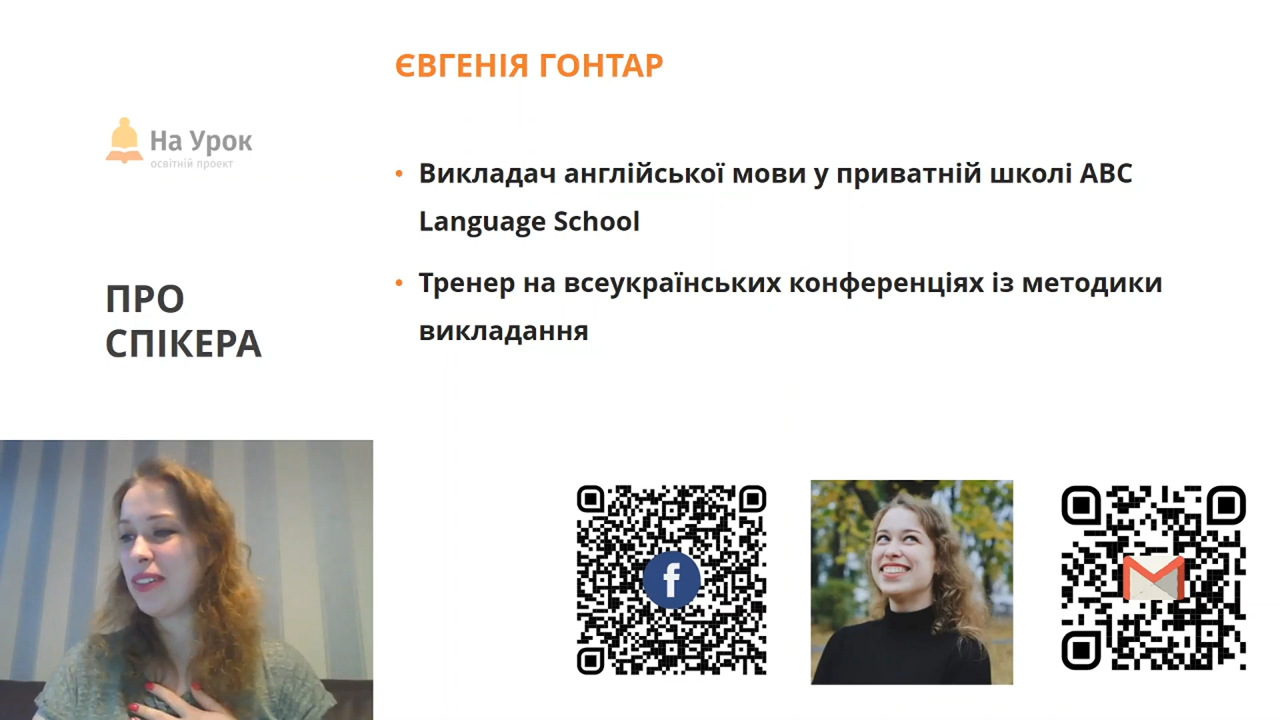 ЄВГЕНІЯ ГОНТАР
На Урок
освітній проект
ПРО
СПІКЕРА
Викладач англійської мови у приватній школі ABC
Language School
Тренер на всеукраїнських конференціях із методики
викладання